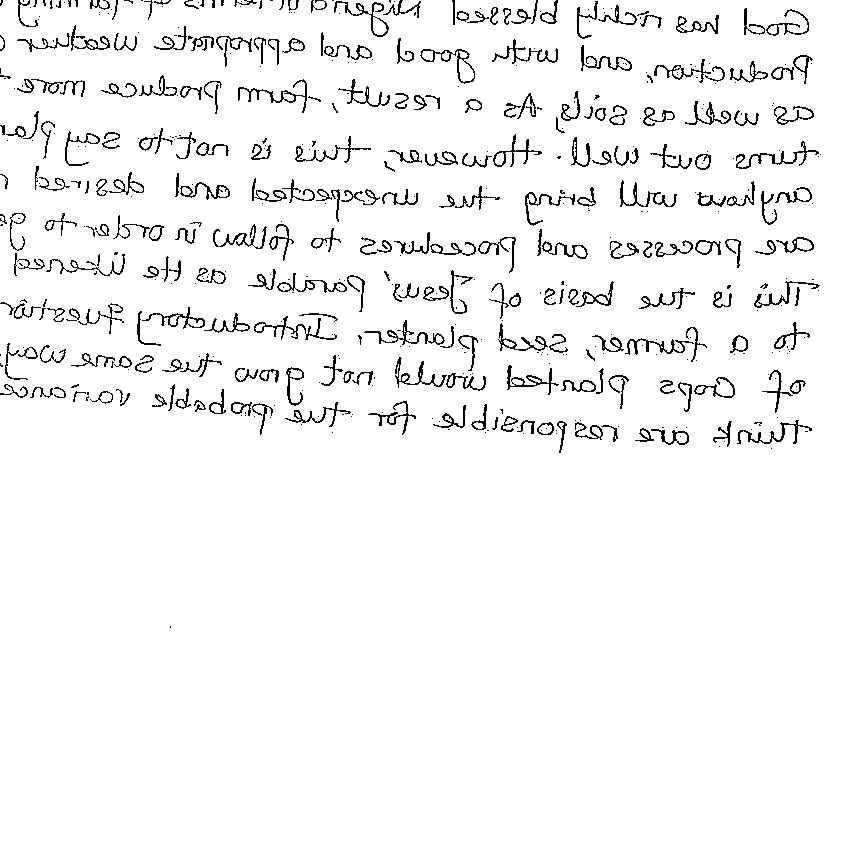 God has richly blessed Nigeria in terms of farming
Production, and with good and appropriate weather
as well as soils, As a result, farm produce more
turns out well. However, this is not to say
anyhow will bring the unexpected and desired
are processes and procedures to follow in order to
This is the basis of Jesus' parable as He likened
to a farmer, seed planter. Introductory
of crops planted would not grow the same way
think are responsible for the probable variance